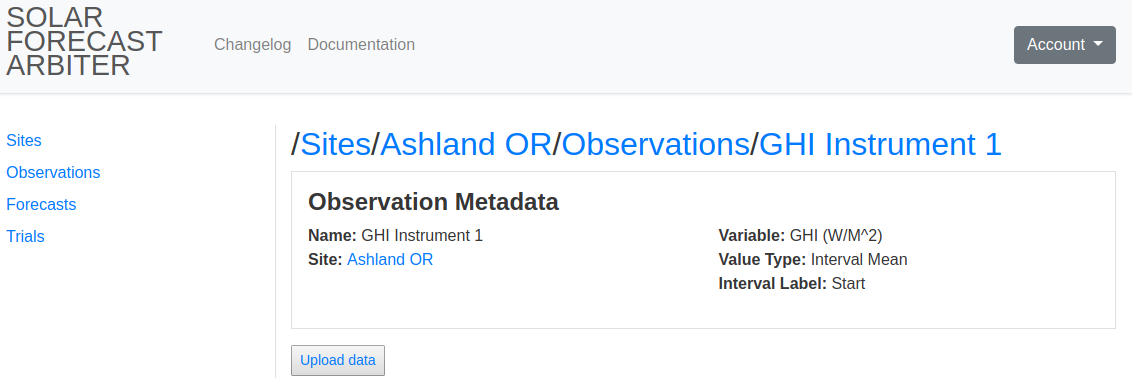 SOLAR
FORECAST
ARBITER
Changelog Documentation
Account
Sites
Observations
Forecasts
Trials
/Sites/Ashland OR/Observations/GHI Instrument 1
Observation Metadata
Name: GHI Instrument 1
Site: Ashland OR
Variable: GHI (W/M^2)
Value Type: Interval Mean
Interval Label: Start
Upload data